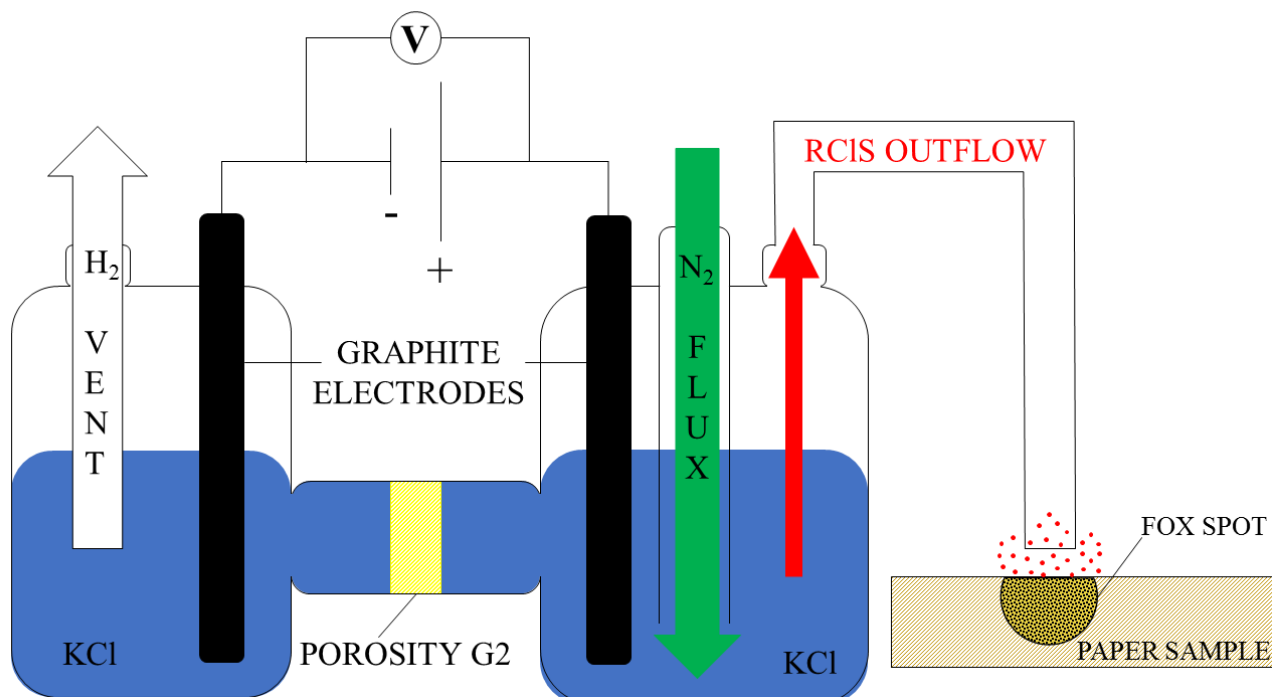 V
-
+
RClS OUTFLOW
H₂
VENT
N₂
FLUX
GRAPHITE
ELECTRODES
FOX SPOT
KCl
POROSITY G2
KCl
PAPER SAMPLE